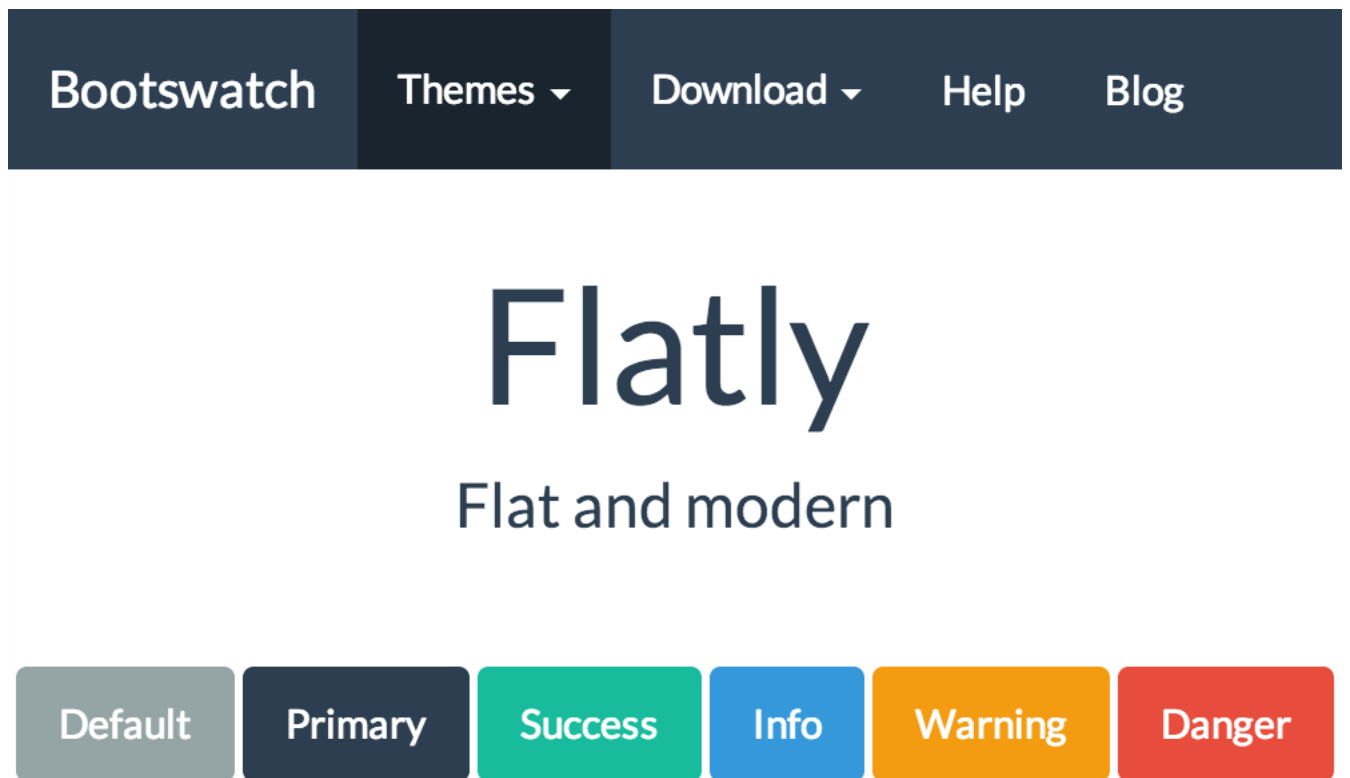 Bootswatch Themes Download Help Blog
Flatly
Flat and modern
Default Primary Success Info Warning Danger